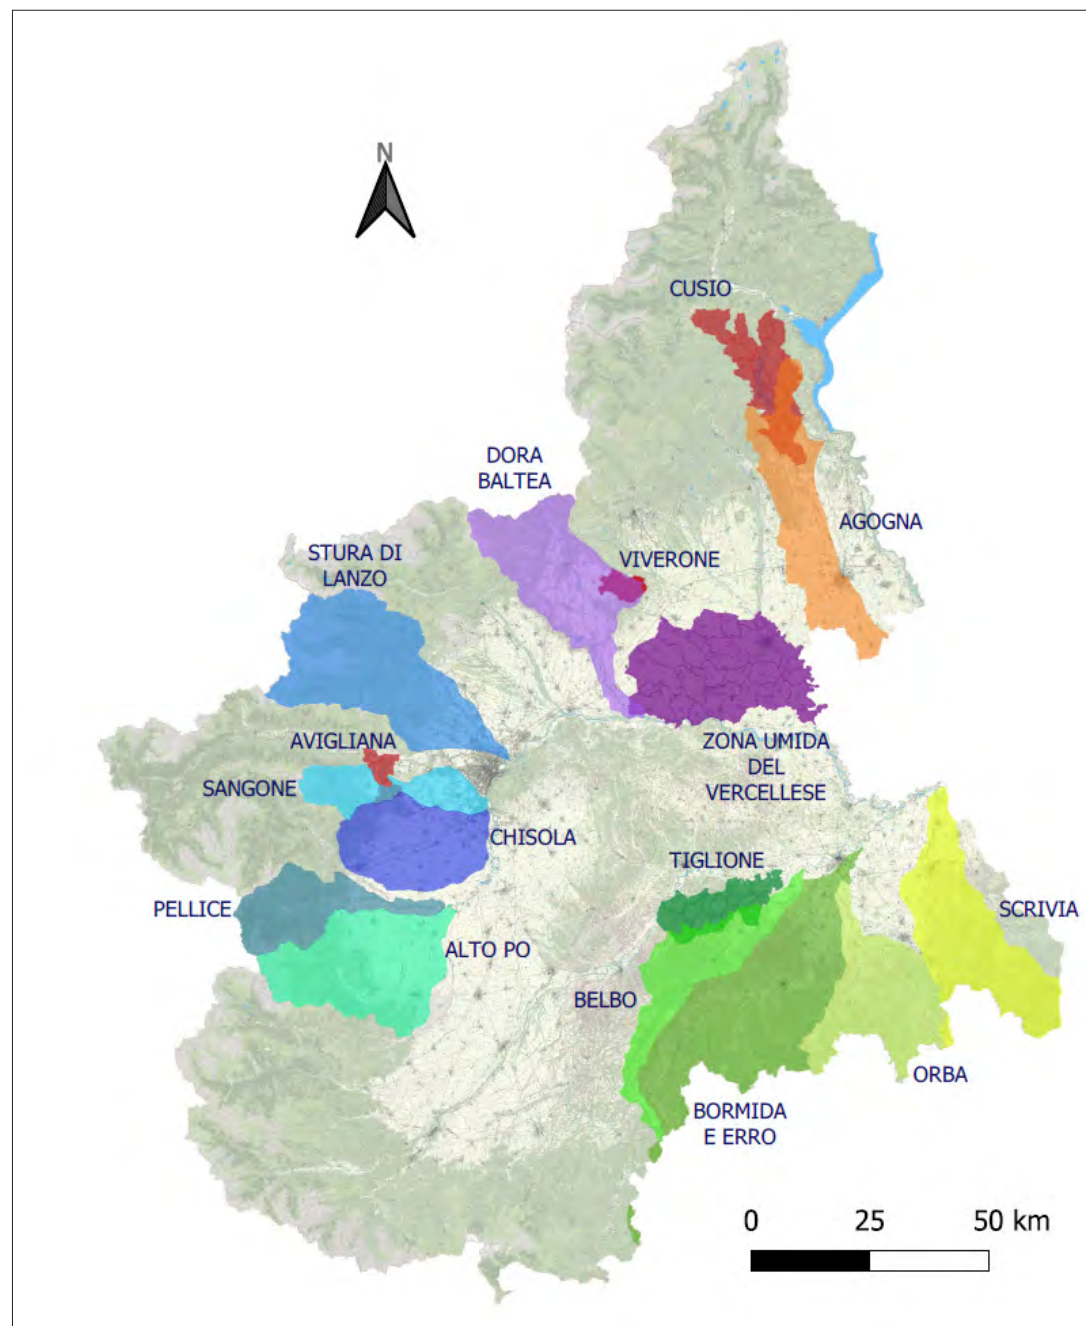 N
CUSIO
DORA
BALTEA
AGOGNA
STURA DI
LANZO
VIVERONE
AVIGLIANA
ZONA UMIDA
DEL
VERCELLESE
SANGONE
CHISOLA
TIGLIONE
PELLICE
SCRIVIA
ALTO PO
BELBO
ORBA
BORMIDA
E ERRO
0 25 50 km